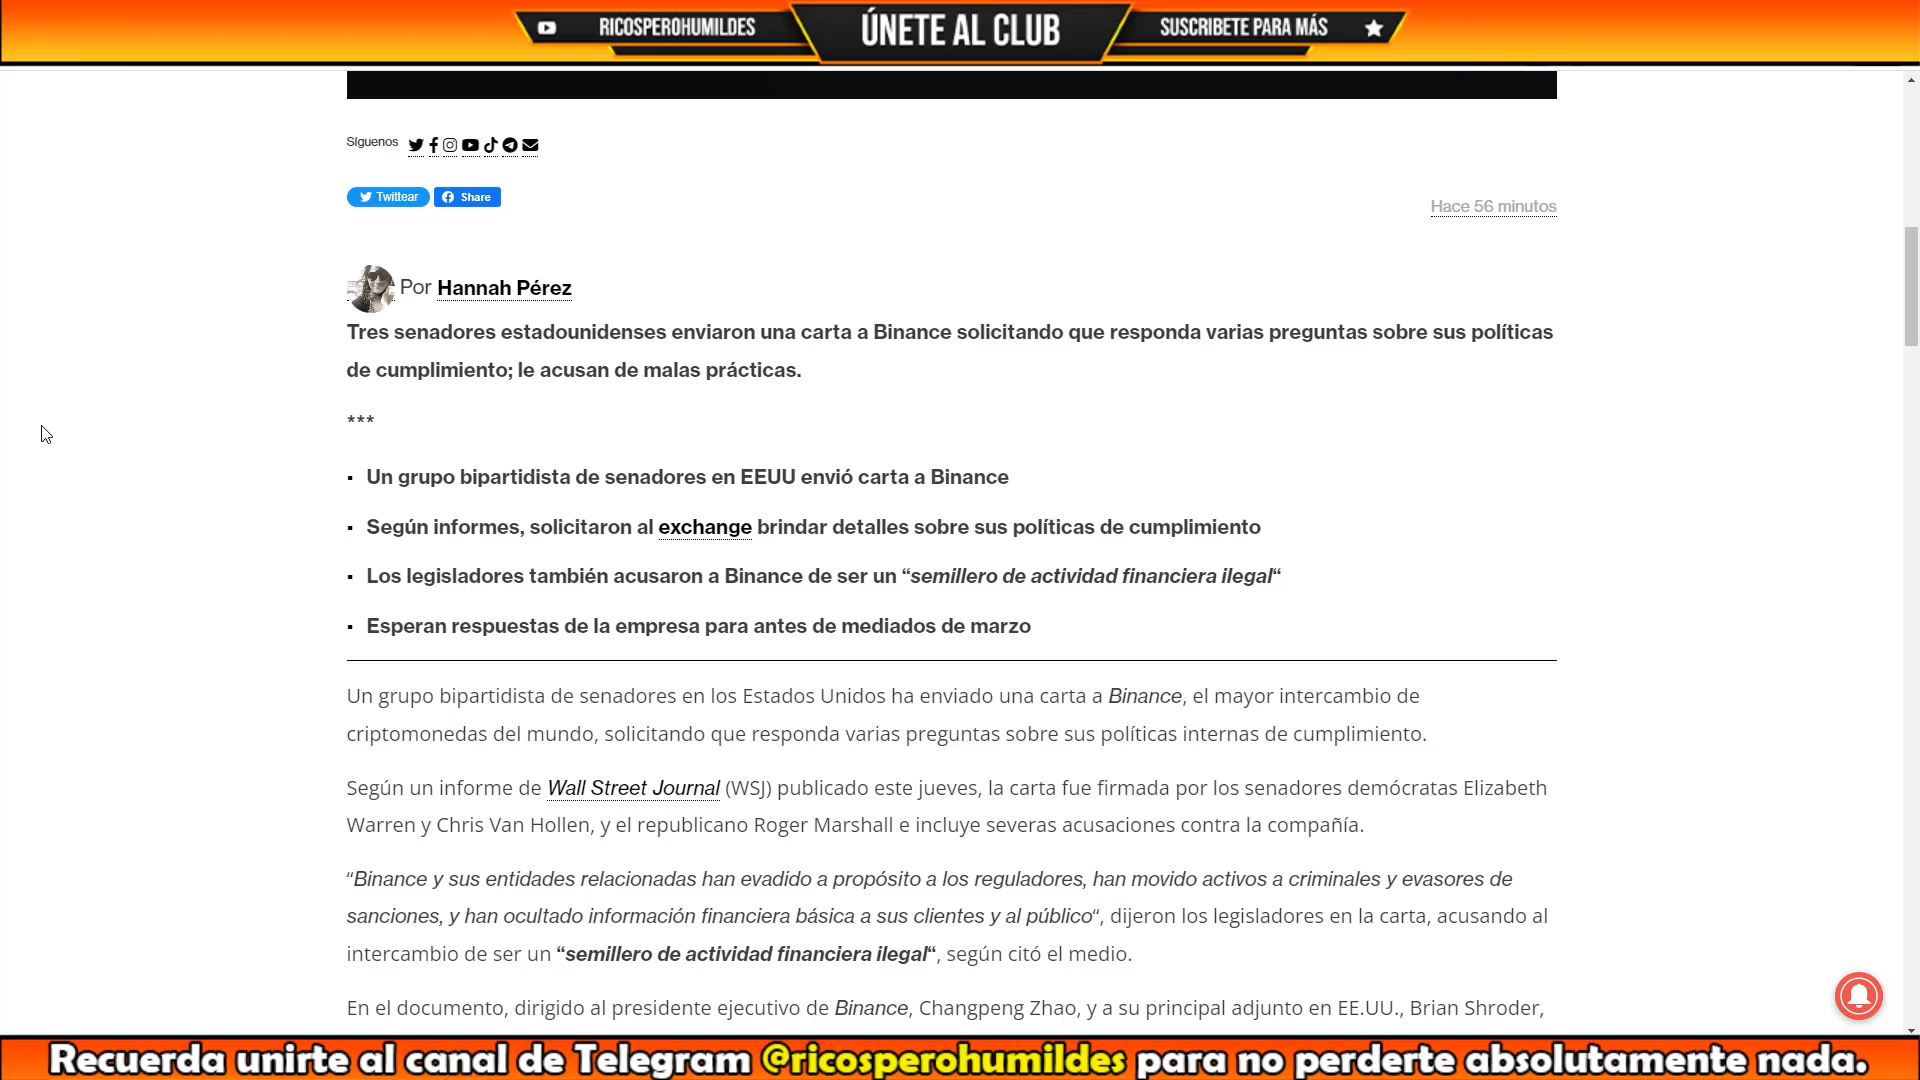 RICOSPEROHUMILDES
ÚNETE AL CLUB
SUSCRIBETE PARA MÁS
Síguenos
Twittear
Share
Hace 56 minutos
Por Hannah Pérez
Tres senadores estadounidenses enviaron una carta a Binance solicitando que responda varias preguntas sobre sus políticas
de cumplimiento; le acusan de malas prácticas.
***
▪ Un grupo bipartidista de senadores en EEUU envió carta a Binance
▪ Según informes, solicitaron al exchange brindar detalles sobre sus políticas de cumplimiento
▪ Los legisladores también acusaron a Binance de ser un “semillero de actividad financiera ilegal“
▪ Esperan respuestas de la empresa para antes de mediados de marzo
Un grupo bipartidista de senadores en los Estados Unidos ha enviado una carta a Binance, el mayor intercambio de
criptomonedas del mundo, solicitando que responda varias preguntas sobre sus políticas internas de cumplimiento.
Según un informe de Wall Street Journal (WSJ) publicado este jueves, la carta fue firmada por los senadores demócratas Elizabeth
Warren y Chris Van Hollen, y el republicano Roger Marshall e incluye severas acusaciones contra la compañía.
“Binance y sus entidades relacionadas han evadido a propósito a los reguladores, han movido activos a criminales y evasores de
sanciones, y han ocultado información financiera básica a sus clientes y al público“, dijeron los legisladores en la carta, acusando al
intercambio de ser un “semillero de actividad financiera ilegal“, según citó el medio.
En el documento, dirigido al presidente ejecutivo de Binance, Changpeng Zhao, y a su principal adjunto en EE.UU., Brian Shroder,
Recuerda unirte al canal de Telegram @ricosperohumildes para no perderte absolutamente nada.